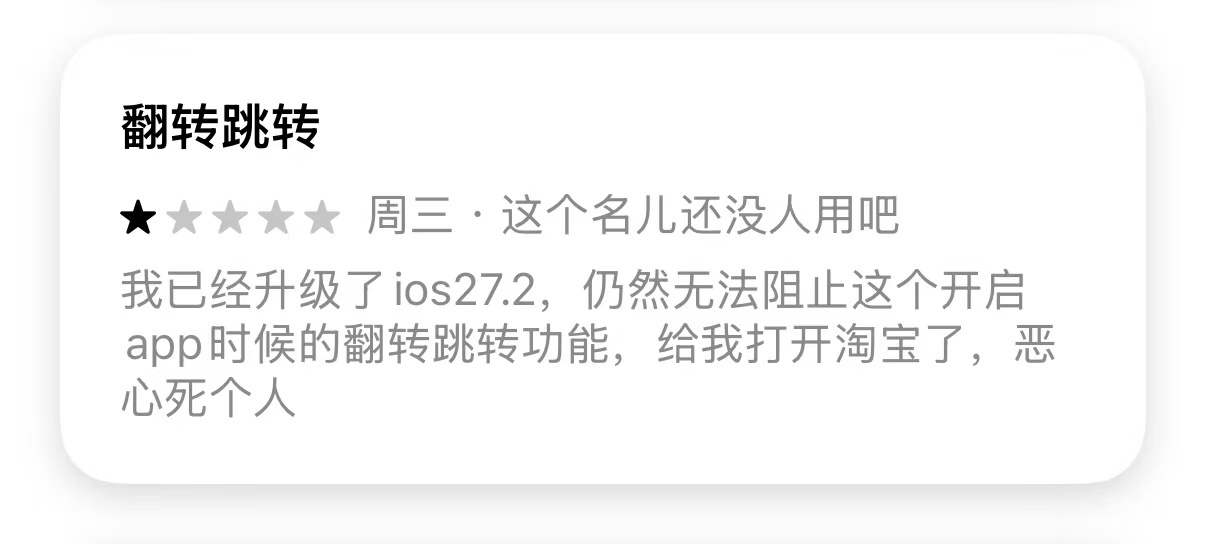 翻转跳转
周三 · 这个名儿还没人用吧
我已经升级了ios27.2，仍然无法阻止这个开启
app时候的翻转跳转功能，给我打开淘宝了，恶
心死个人